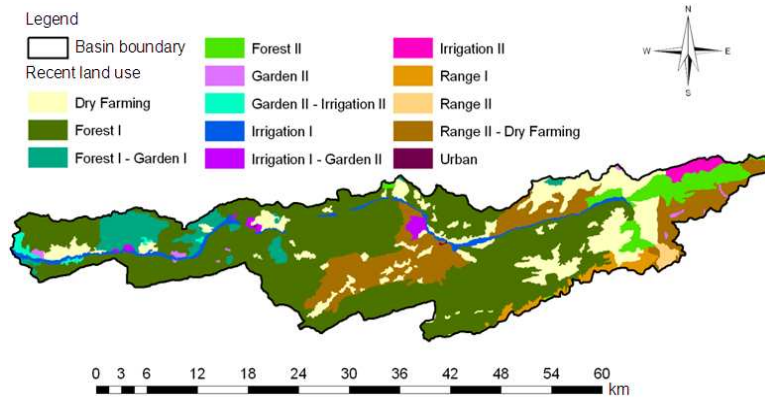 Legend
Basin boundary
Recent land use
Dry Farming
Forest I
Forest I - Garden I
Forest II
Garden II
Garden II - Irrigation II
Irrigation I
Irrigation I - Garden II
Irrigation II
Range I
Range II
Range II - Dry Farming
Urban
N
W E
S
0 3 6 12 18 24 30 36 42 48 54 60
km